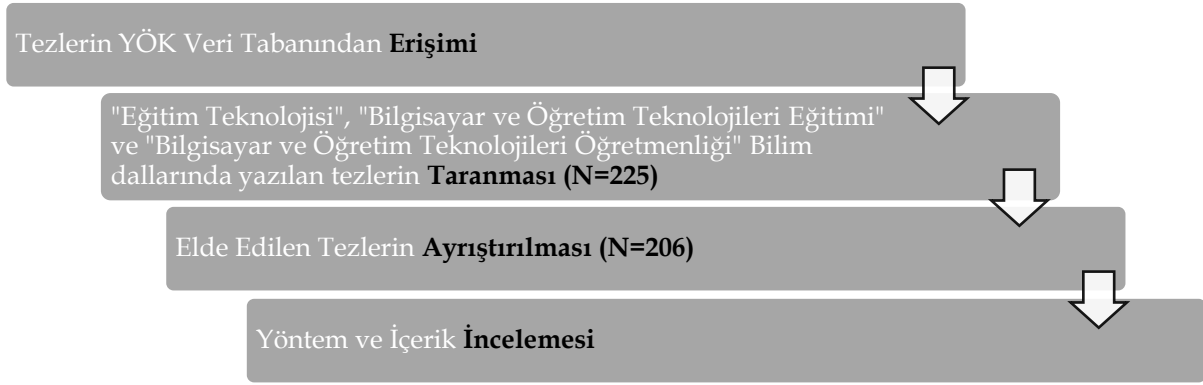 Tezlerin YÖK Veri Tabanından Erişimi
"Eğitim Teknolojisi", "Bilgisayar ve Öğretim Teknolojileri Eğitimi"
ve "Bilgisayar ve Öğretim Teknolojileri Öğretmenliği" Bilim
dallarında yazılan tezlerin Taranması (N=225)
Elde Edilen Tezlerin Ayrıştırılması (N=206)
Yöntem ve İçerik İncelemesi